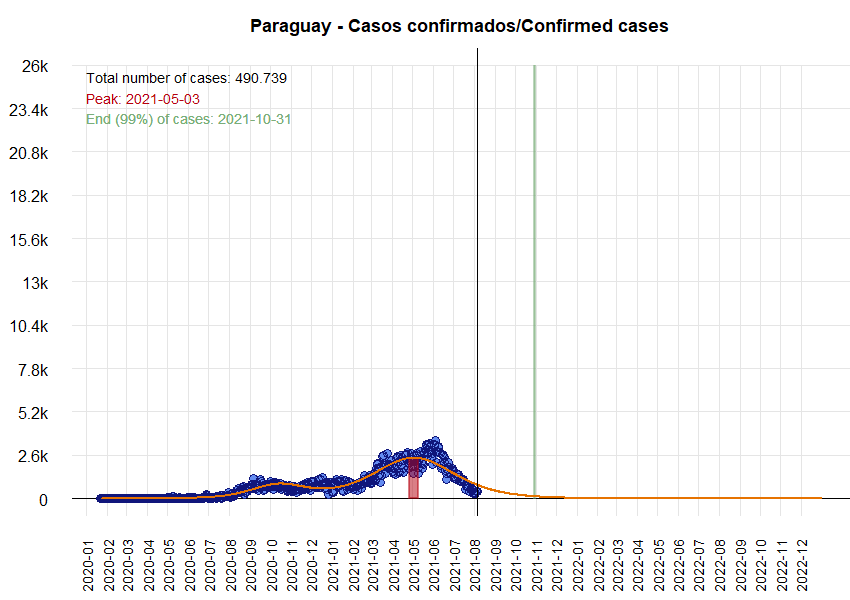 Paraguay - Casos confirmados/Confirmed cases
Total number of cases: 490.739
Peak: 2021-05-03
End (99%) of cases: 2021-10-31
26k
23.4k
20.8k
18.2k
15.6k
13k
10.4k
7.8k
5.2k
2.6k
0
2020-01
2020-02
2020-03
2020-04
2020-05
2020-06
2020-07
2020-08
2020-09
2020-10
2020-11
2020-12
2021-01
2021-02
2021-03
2021-04
2021-05
2021-06
2021-07
2021-08
2021-09
2021-10
2021-11
2021-12
2022-01
2022-02
2022-03
2022-04
2022-05
2022-06
2022-07
2022-08
2022-09
2022-10
2022-11
2022-12